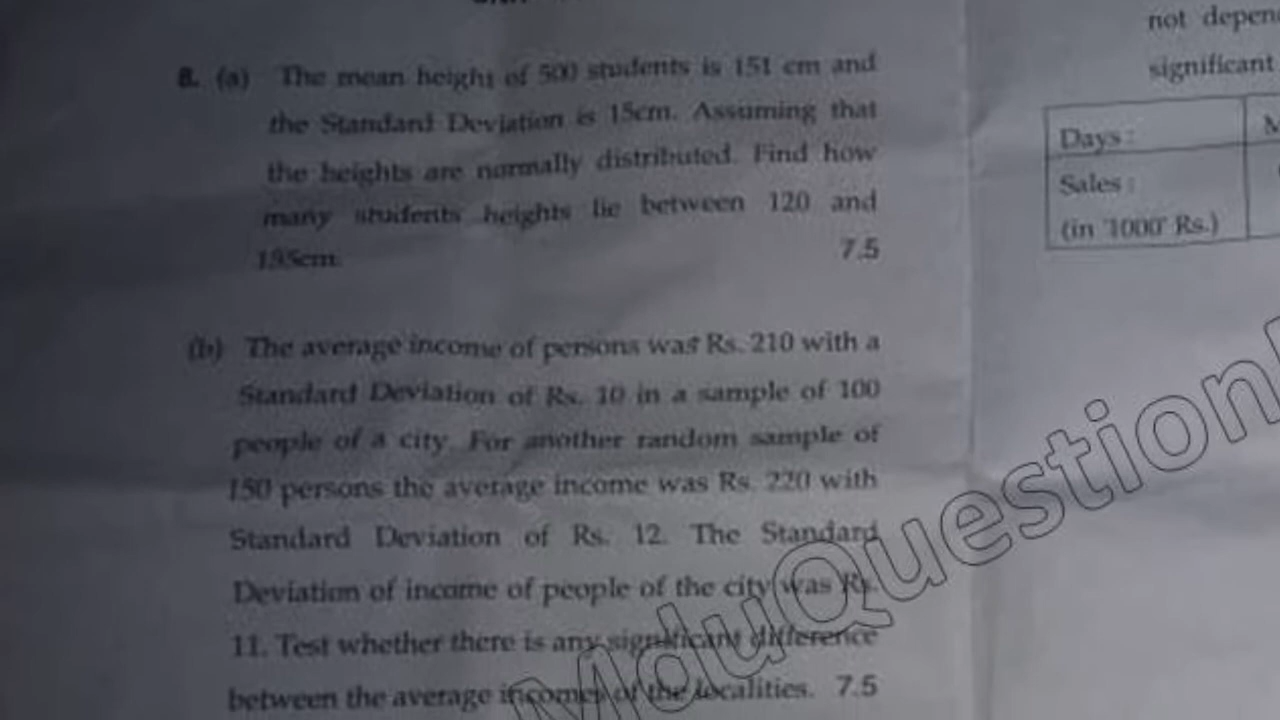 8. (a) The mean height of 500 students is 151 cm and
the Standard Deviation is 15cm. Assuming that
the heights are normally distributed. Find how
many students heights lie between 120 and
155cm. 7.5
(b) The average income of persons was Rs. 210 with a
Standard Deviation of Rs. 10 in a sample of 100
people of a city. For another random sample of
150 persons the average income was Rs. 220 with
Standard Deviation of Rs. 12. The Standard
Deviation of income of people of the city was Rs.
11. Test whether there is any significant difference
between the average incomes of the localities. 7.5
not depen
significant
Days :
Sales :
(in '1000' Rs.)
MduQuestion